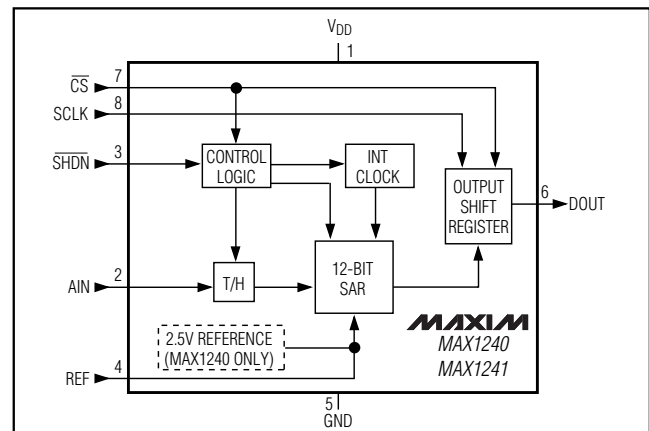 VDD
1
CS
7
SCLK
8
SHDN
3
CONTROL
LOGIC
INT
CLOCK
OUTPUT
SHIFT
REGISTER
6
DOUT
AIN
2
T/H
12-BIT
SAR
2.5V REFERENCE
(MAX1240 ONLY)
MAXIM
MAX1240
MAX1241
REF
4
5
GND